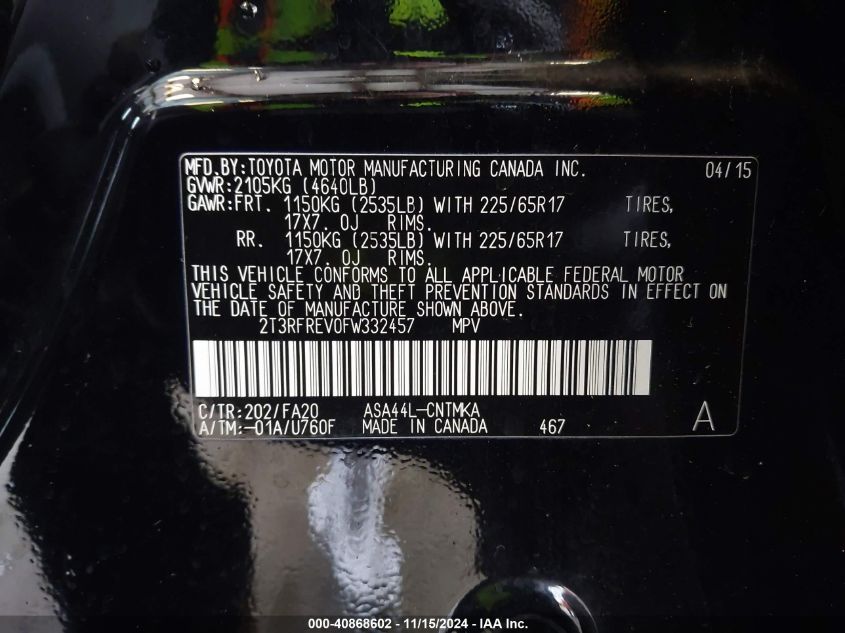 MFD.BY:TOYOTA MOTOR MANUFACTURING CANADA INC. 04/15
GVWR:2105KG (4640LB)
GAWR:FRT. 1150KG (2535LB) WITH 225/65R17 TIRES,
17X7. OJ RIMS.
RR. 1150KG (2535LB) WITH 225/65R17 TIRES,
17X7. OJ RIMS.
THIS VEHICLE CONFORMS TO ALL APPLICABLE FEDERAL MOTOR
VEHICLE SAFETY AND THEFT PREVENTION STANDARDS IN EFFECT ON
THE DATE OF MANUFACTURE SHOWN ABOVE.
2T3RFREV0FW332457 MPV
C/TR:202/FA20 ASA44L-CNTMKA
A/TM:-01A/U760F MADE IN CANADA 467 A
000-40868602 - 11/15/2024 - IAA Inc.